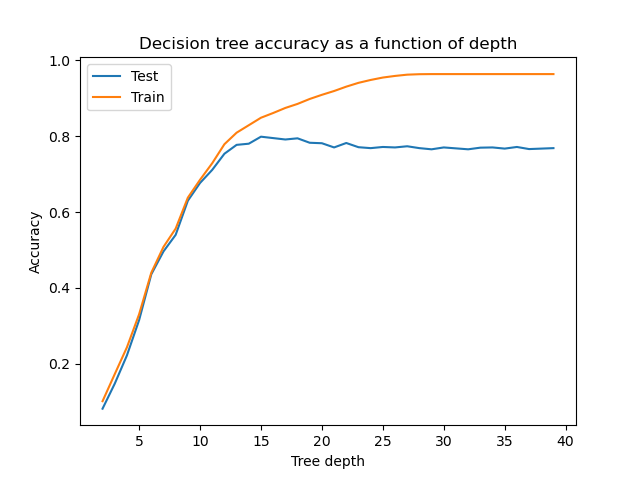 Decision tree accuracy as a function of depth
Test
Train
1.0
0.8
0.6
0.4
0.2
Accuracy
5 10 15 20 25 30 35 40
Tree depth